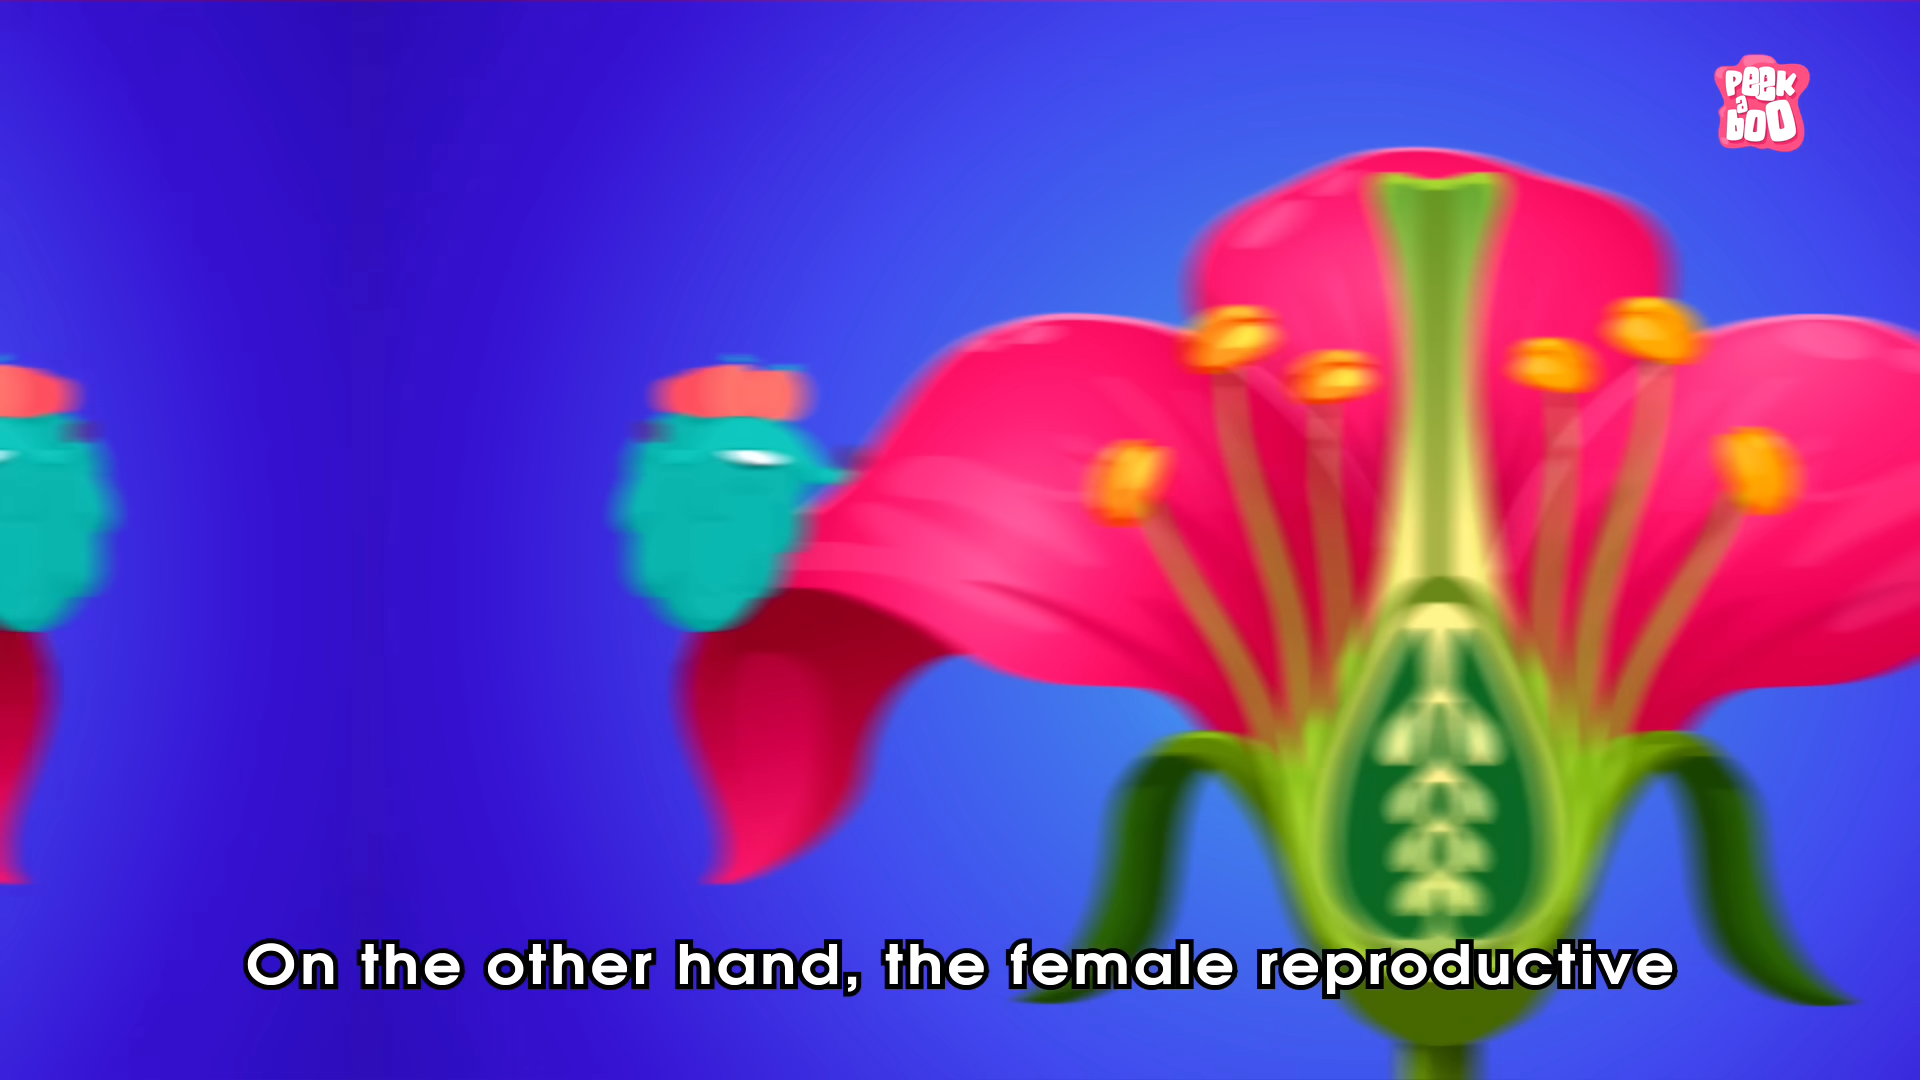 PEEK
a
boo
On the other hand, the female reproductive